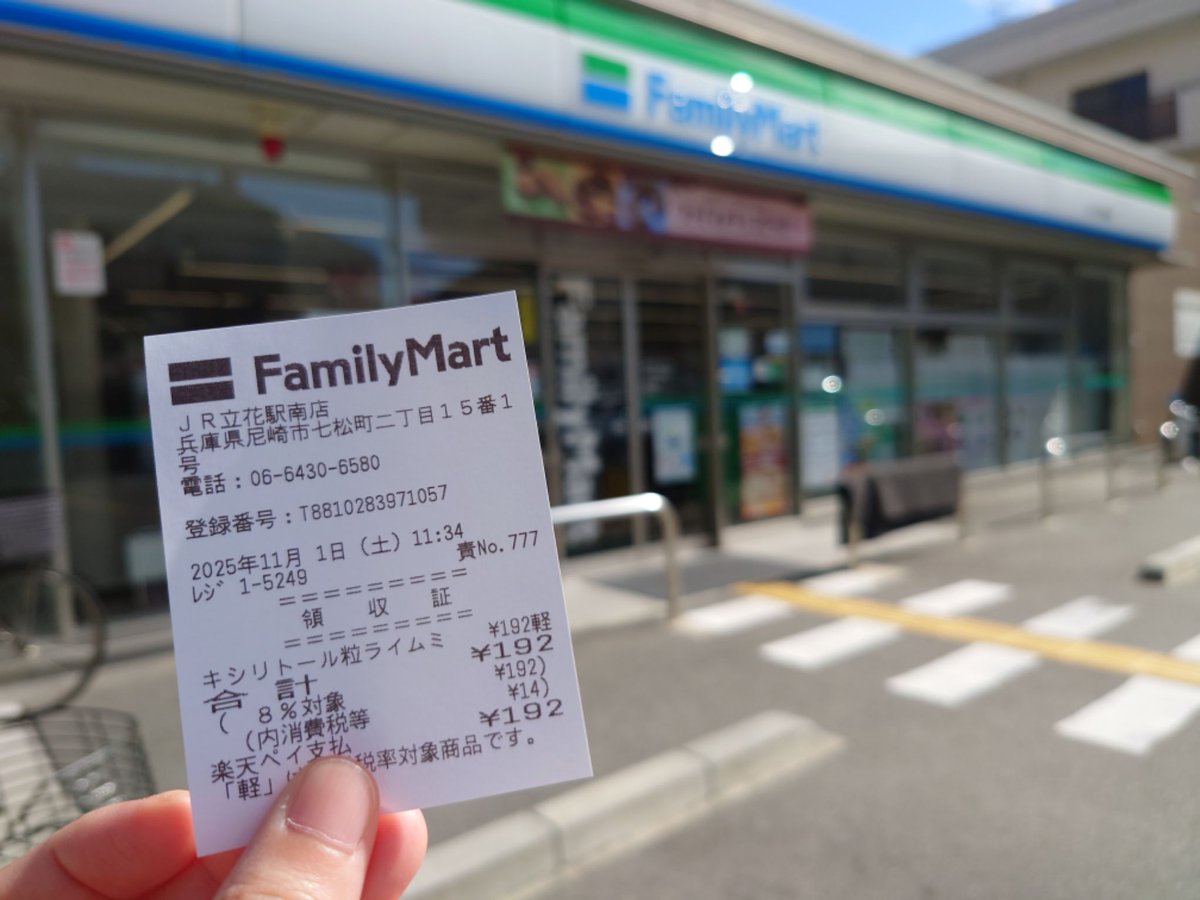 FamilyMart
FamilyMart
JR立花駅南店
兵庫県尼崎市七松町二丁目15番1
号
電話:06-6430-6580
登録番号:T8810283971057
2025年11月 1日(土)11:34
ﾚｼﾞ 1-5249 責No.777
=========
領 収 証
=========
キシリトール粒ライムミ ¥192軽
合 計 ¥192
( 8%対象 ¥192)
(内消費税等 ¥14)
楽天ペイ支払 ¥192
「軽」 税率対象商品です。